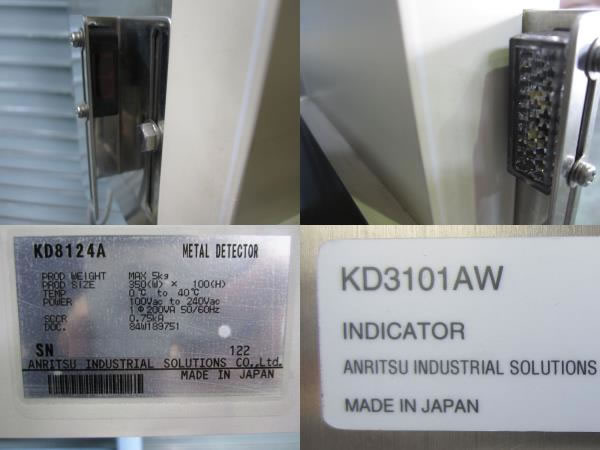 KD8124A METAL DETECTOR
PROD WEIGHT MAX 5kg
PROD SIZE 350(W) × 100(H)
TEMP 0℃ to 40℃
POWER 100Vac to 240Vac
1 Φ 200VA 50/60Hz
SCCR 0.75kA
DOC. 84W189751
SN 122
ANRITSU INDUSTRIAL SOLUTIONS CO.,Ltd.
MADE IN JAPAN
KD3101AW
INDICATOR
ANRITSU INDUSTRIAL SOLUTIONS
MADE IN JAPAN